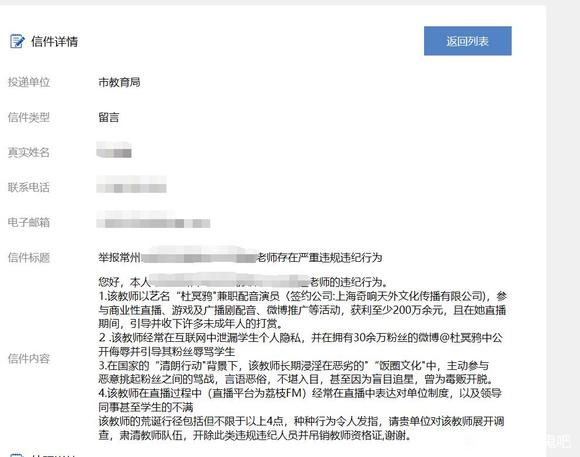 信件详情
返回列表
投递单位 市教育局
信件类型 留言
真实姓名
联系电话
电子邮箱
信件标题 举报常州 老师存在严重违规违纪行为
您好，本人 老师的违纪行为。
1.该教师以艺名“杜冥鸦"兼职配音演员（签约公司:上海奇响天外文化传播有限公司)，参
与商业性直播、游戏及广播剧配音、微博推广等活动，获利至少200万余元，且在她直播
期间，引导并收下许多未成年人的打赏。
2 .该教师经常在互联网中泄漏学生个人隐私，并在拥有30余万粉丝的微博@杜冥鸦中公
开侮辱并引导其粉丝辱骂学生
信件内容
3.在国家的“清朗行动"背景下，该教师长期浸淫在恶劣的"“饭圈文化"中，主动参与
恶意挑起粉丝之间的骂战，言语恶俗，不堪入目，甚至因为盲目追星，曾为毒贩开脱。
4.该教师在直播过程中（直播平台为荔枝FM）经常在直播中表达对单位制度，以及领导
同事甚至学生的不满
该教师的荒诞行径包括但不限于以上4点，种种行为令人发指，请贵单位对该教师展开调
查，肃清教师队伍，开除此类违规违纪人员并吊销教师资格证,谢谢。
吧